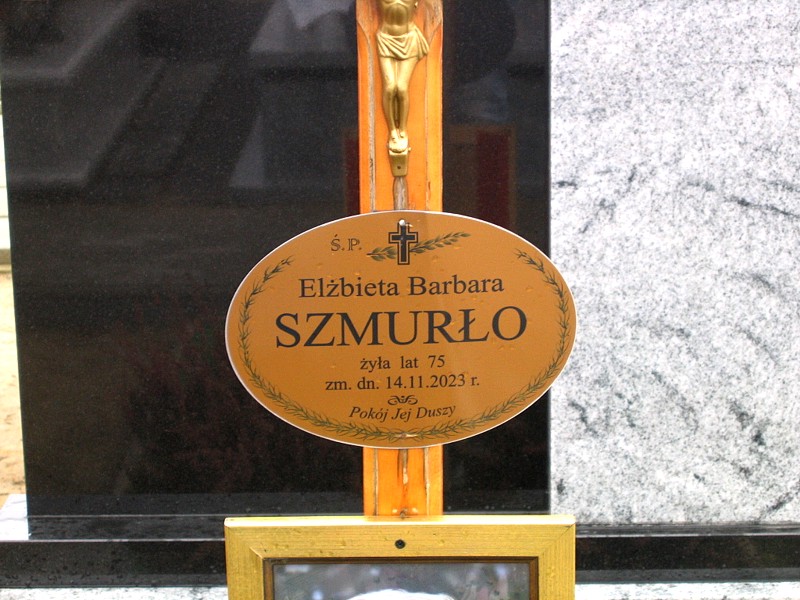 Ś.P.
Elżbieta Barbara
SZMURŁO
żyła lat 75
zm. dn. 14.11.2023 r.
Pokój Jej Duszy